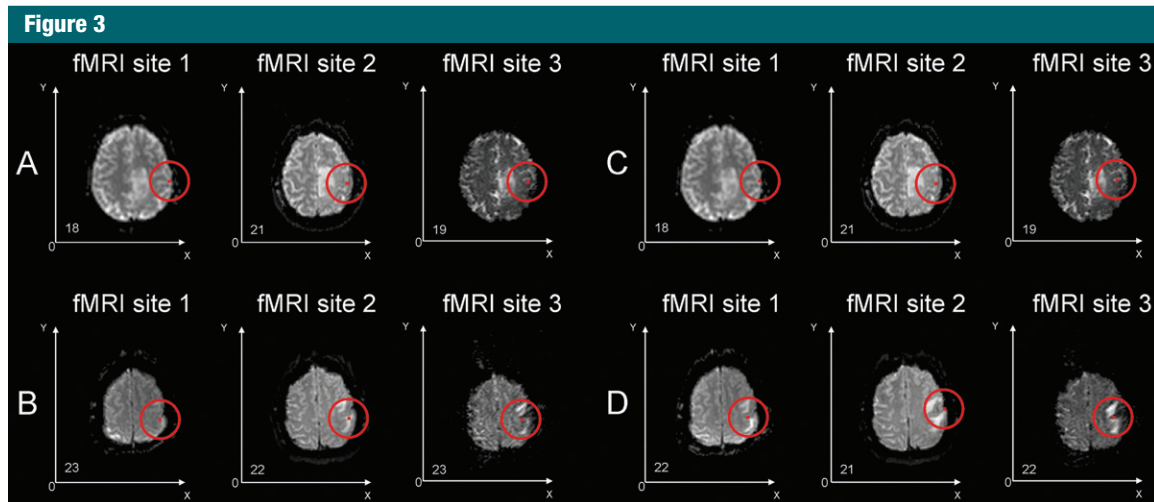 Figure 3
fMRI site 1 fMRI site 2 fMRI site 3 fMRI site 1 fMRI site 2 fMRI site 3
Y Y Y Y Y Y
A C
18 21 19 18 21 19
0 0 0 0 0 0
X X X X X X
fMRI site 1 fMRI site 2 fMRI site 3 fMRI site 1 fMRI site 2 fMRI site 3
Y Y Y Y Y Y
B D
23 22 23 22 21 22
0 0 0 0 0 0
X X X X X X